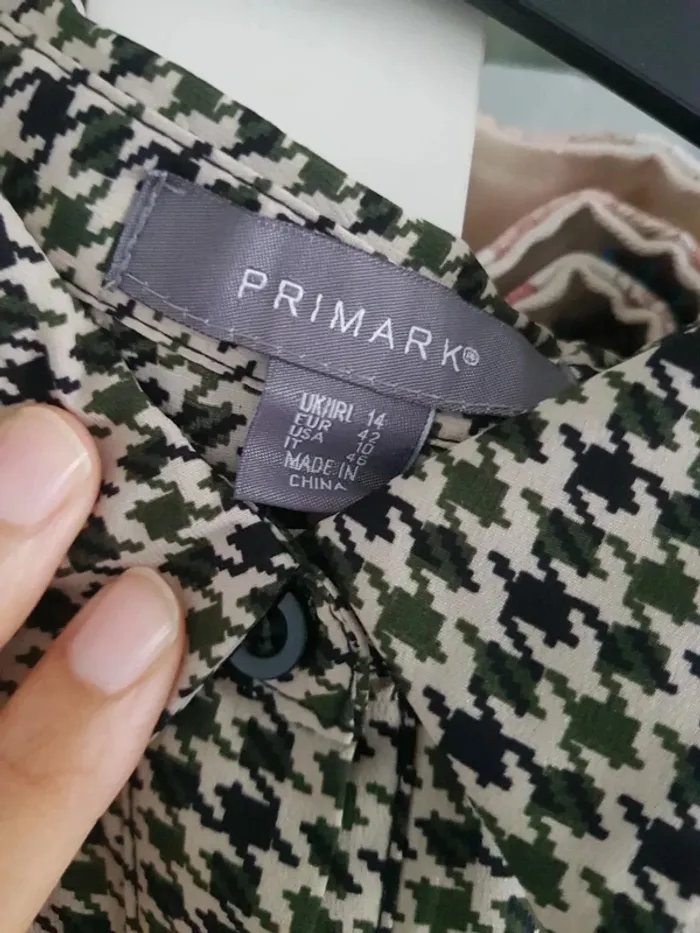 PRIMARK®
UK/IRL 14
EUR 42
USA 10
IT 46
MADE IN
CHINA